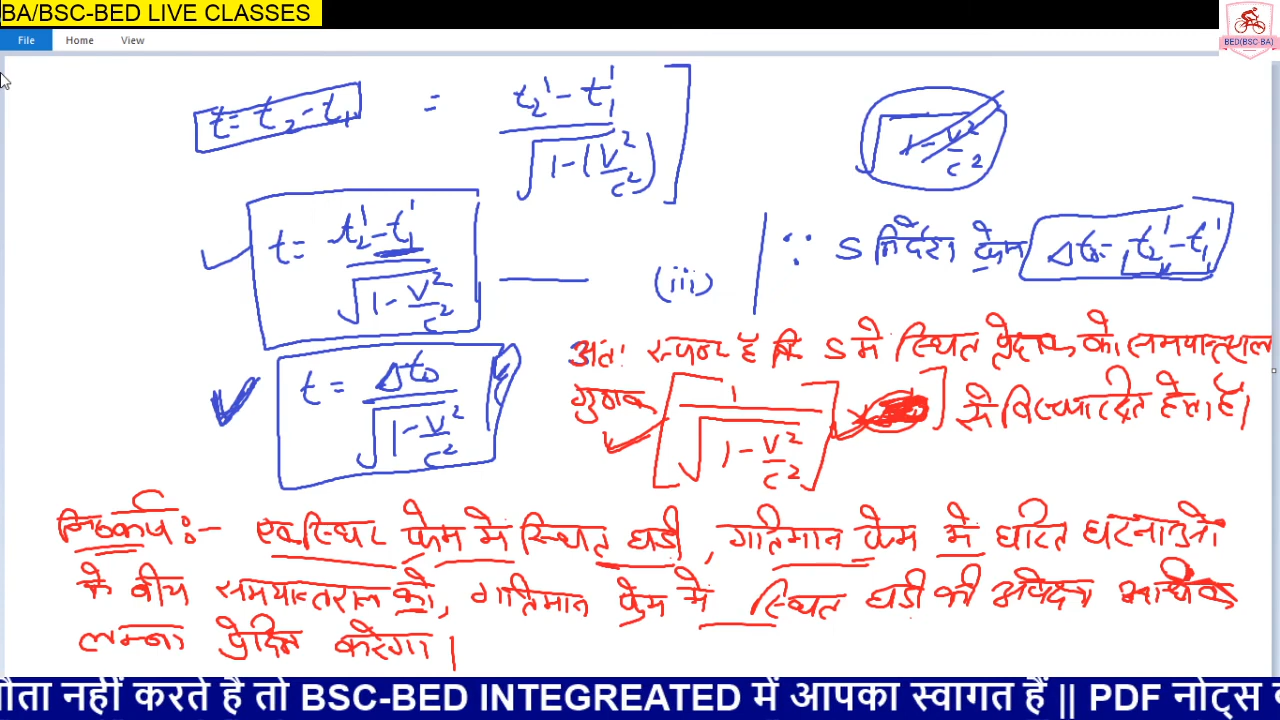 BA/BSC-BED LIVE CLASSES
BED(BSC-BA)
File Home View
t = t₂ - t₁ = t₂' - t₁' / √1 - (v²/c²)
√1 - v²/c²
t = t₂' - t₁' / √1 - v²/c² —— (iii)
∵ S निर्देश फ्रेम Δt₀ = t₂' - t₁'
t = Δt₀ / √1 - v²/c²
अतः स्पष्ट है कि S मे स्थित प्रेक्षक को समयान्तराल
गुणक [1 / √1 - v²/c²] से विस्तारित होता है।
निष्कर्ष :- एक स्थिर फ्रेम मे स्थित घडी, गतिमान फ्रेम मे घटित घटनाओ
के बीच समयान्तराल को, गतिमान फ्रेम मे स्थित घडी की अपेक्षा अधिक
लम्बा प्रेक्षित करेगा।
ौता नहीं करते है तो BSC-BED INTEGREATED में आपका स्वागत हैं || PDF नोट्स